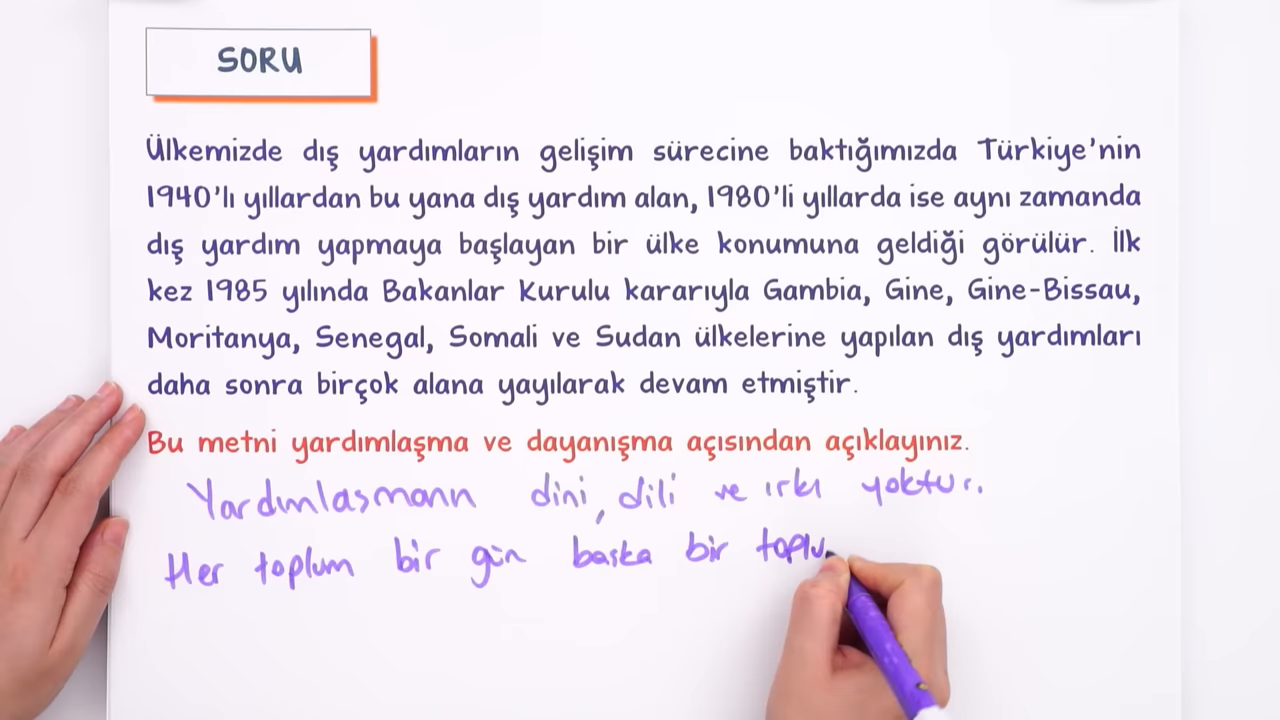 SORU
Ülkemizde dış yardımların gelişim sürecine baktığımızda Türkiye'nin
1940'lı yıllardan bu yana dış yardım alan, 1980'li yıllarda ise aynı zamanda
dış yardım yapmaya başlayan bir ülke konumuna geldiği görülür. İlk
kez 1985 yılında Bakanlar Kurulu kararıyla Gambia, Gine, Gine-Bissau,
Moritanya, Senegal, Somali ve Sudan ülkelerine yapılan dış yardımları
daha sonra birçok alana yayılarak devam etmiştir.
Bu metni yardımlaşma ve dayanışma açısından açıklayınız.
Yardımlaşmanın dini, dili ve ırkı yoktur.
Her toplum bir gün başka bir toplu